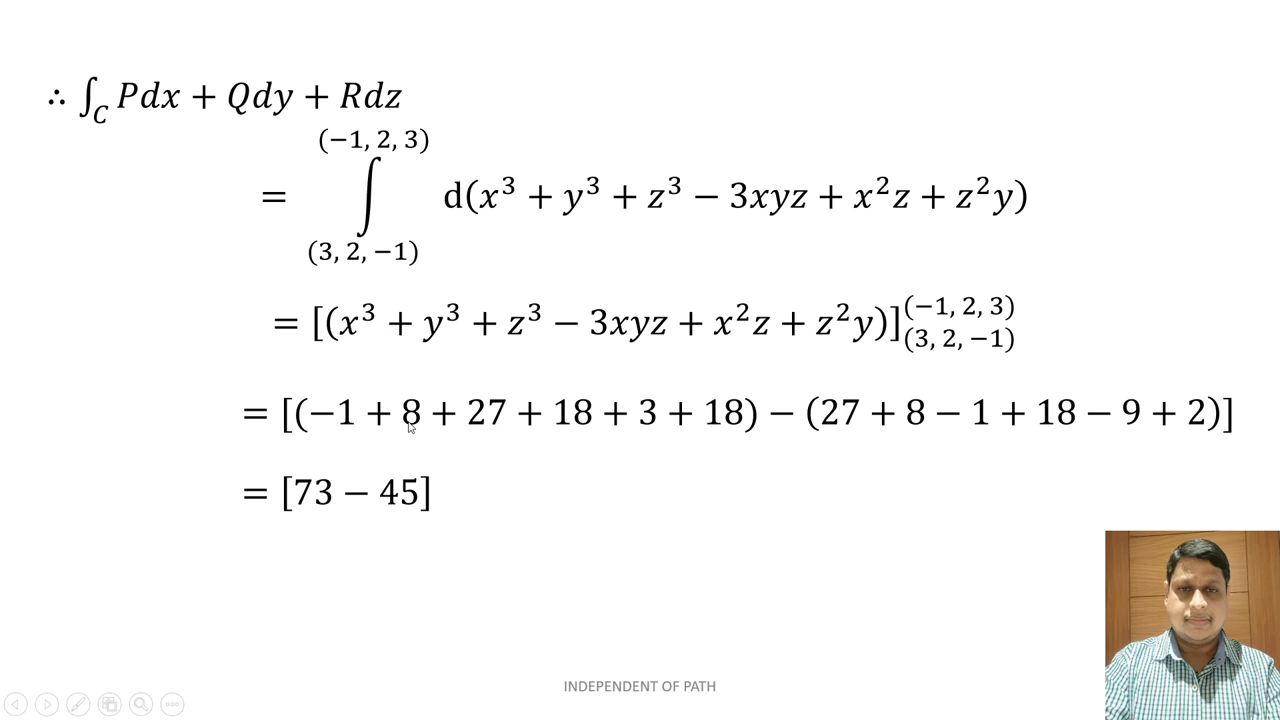 ∴ ∫_C Pdx + Qdy + Rdz
= ∫_{(3, 2, −1)}^{(−1, 2, 3)} d(x³ + y³ + z³ − 3xyz + x²z + z²y)
= [(x³ + y³ + z³ − 3xyz + x²z + z²y)]_{(3, 2, −1)}^{(−1, 2, 3)}
= [(−1 + 8 + 27 + 18 + 3 + 18) − (27 + 8 − 1 + 18 − 9 + 2)]
= [73 − 45]
INDEPENDENT OF PATH